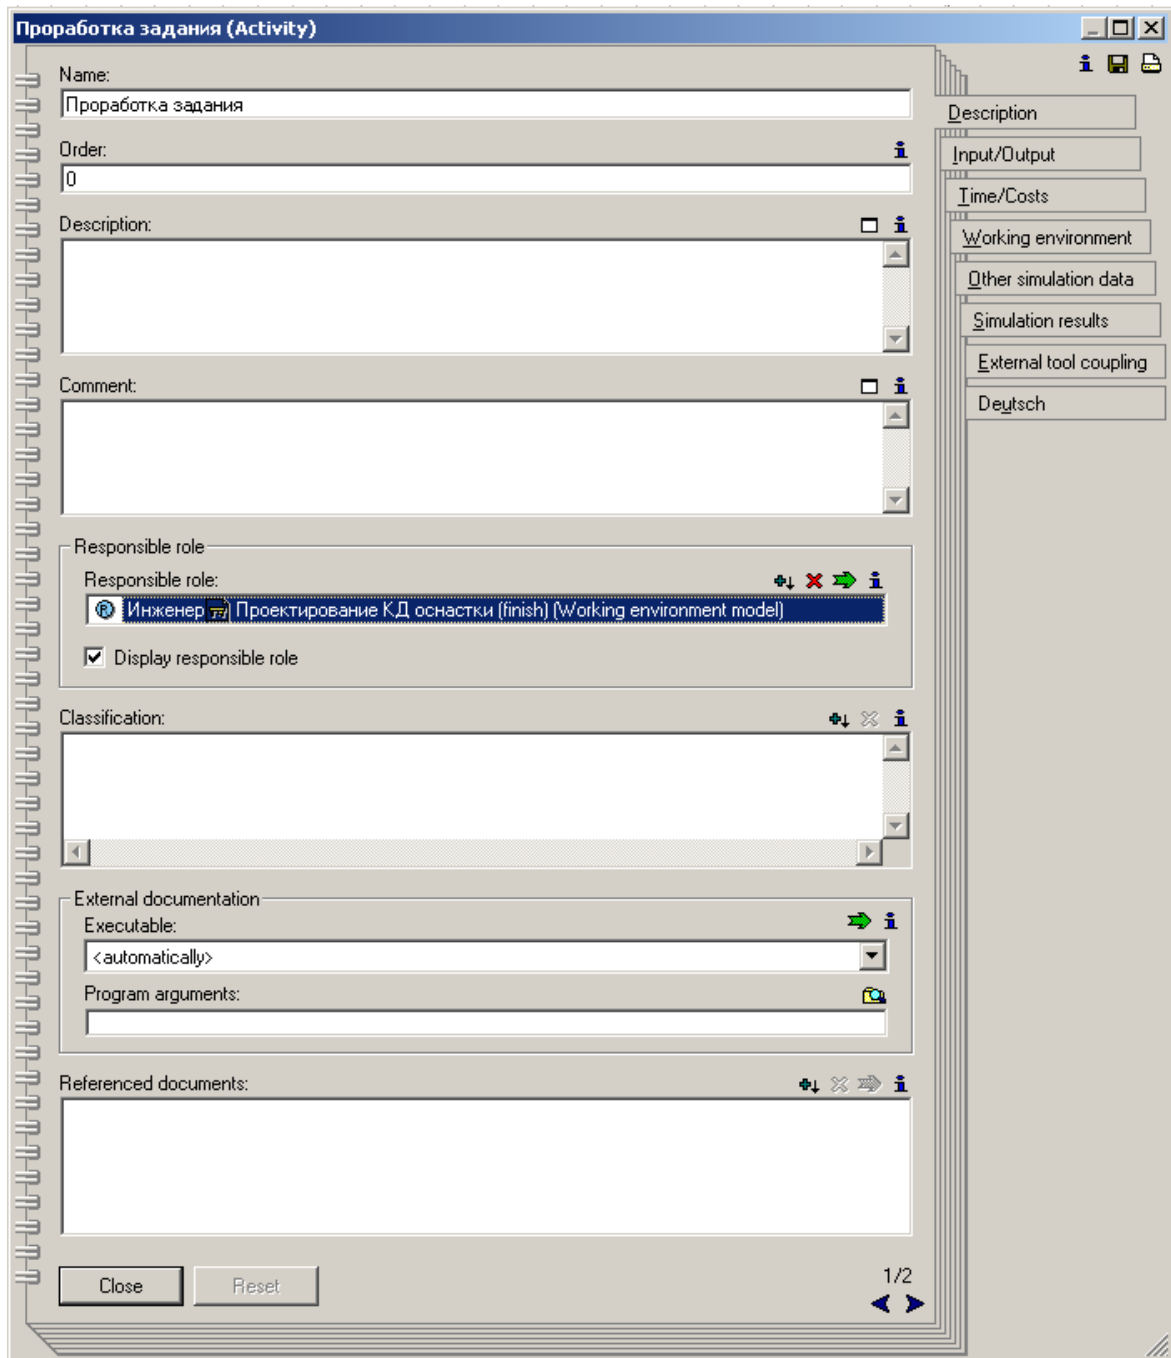 Проработка задания (Activity)
Name:
Проработка задания
Order:
0
Description:
Comment:
Responsible role
Responsible role:
Инженер Проектирование КД оснастки (finish) (Working environment model)
Display responsible role
Classification:
External documentation
Executable:
<automatically>
Program arguments:
Referenced documents:
Close Reset
1/2
Description
Input/Output
Time/Costs
Working environment
Other simulation data
Simulation results
External tool coupling
Deutsch